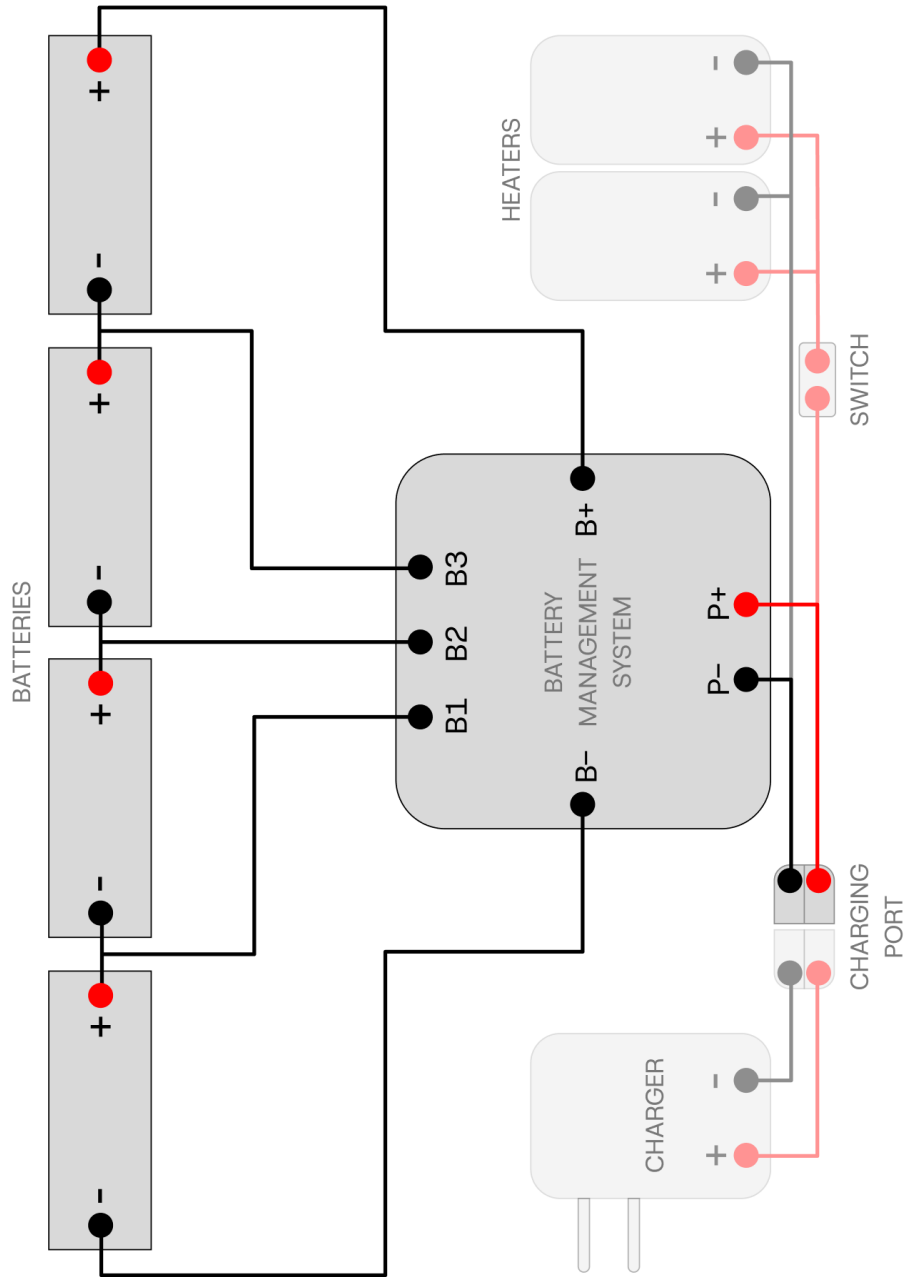 BATTERIES
+
-
+
-
+
-
+
-
HEATERS
-
+
-
+
SWITCH
B3
B2
B1
B+
B-
P+
P-
BATTERY
MANAGEMENT
SYSTEM
CHARGING
PORT
CHARGER
-
+